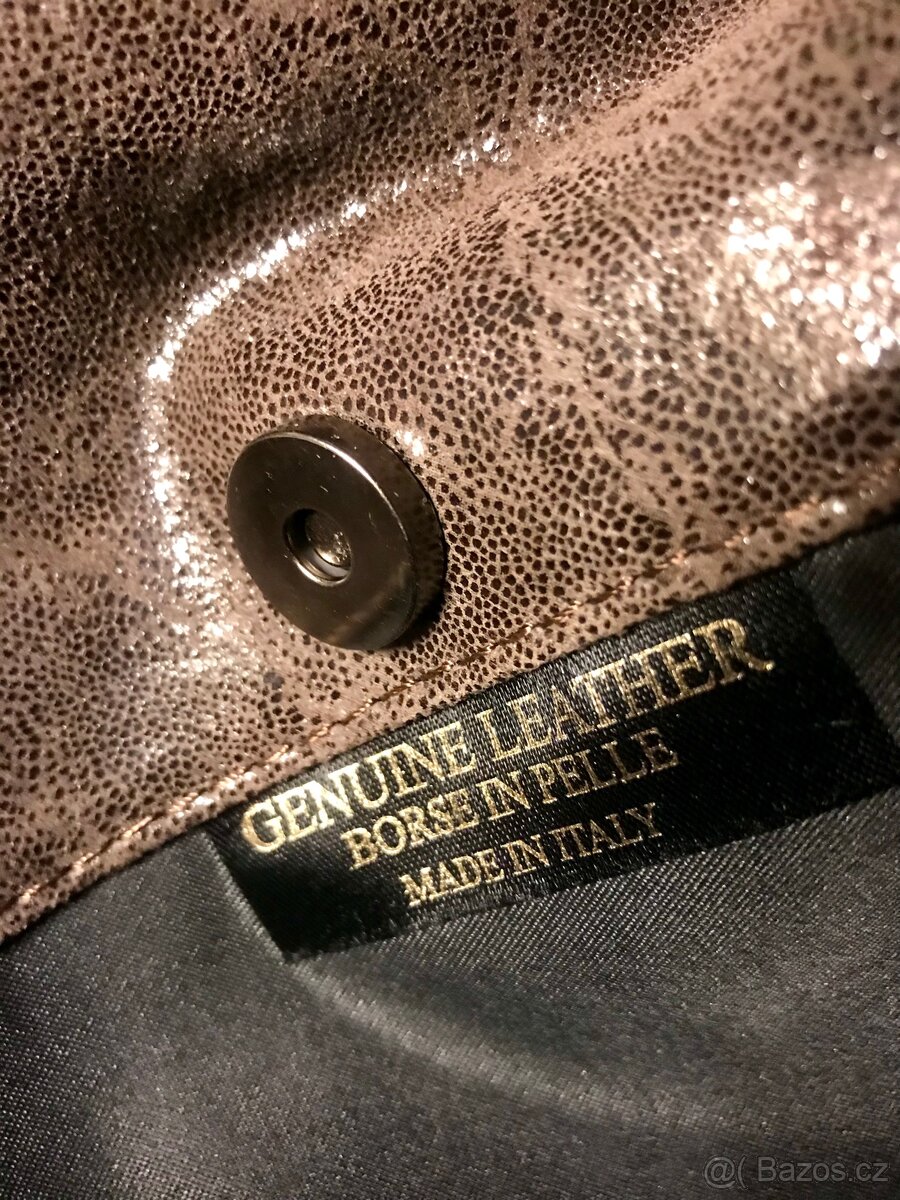 GENUINE LEATHER
BORSE IN PELLE
MADE IN ITALY
@( Bazos.cz